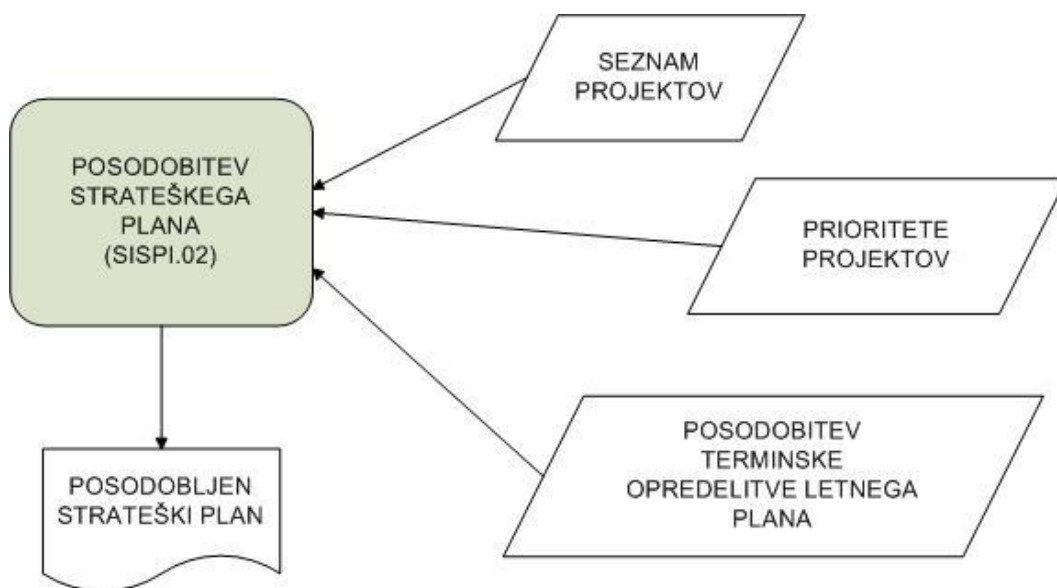 SEZNAM
PROJEKTOV
POSODOBITEV
STRATEŠKEGA
PLANA
(SISPI.02)
PRIORITETE
PROJEKTOV
POSODOBITEV
TERMINSKE
OPREDELITVE LETNEGA
PLANA
POSODOBLJEN
STRATEŠKI PLAN